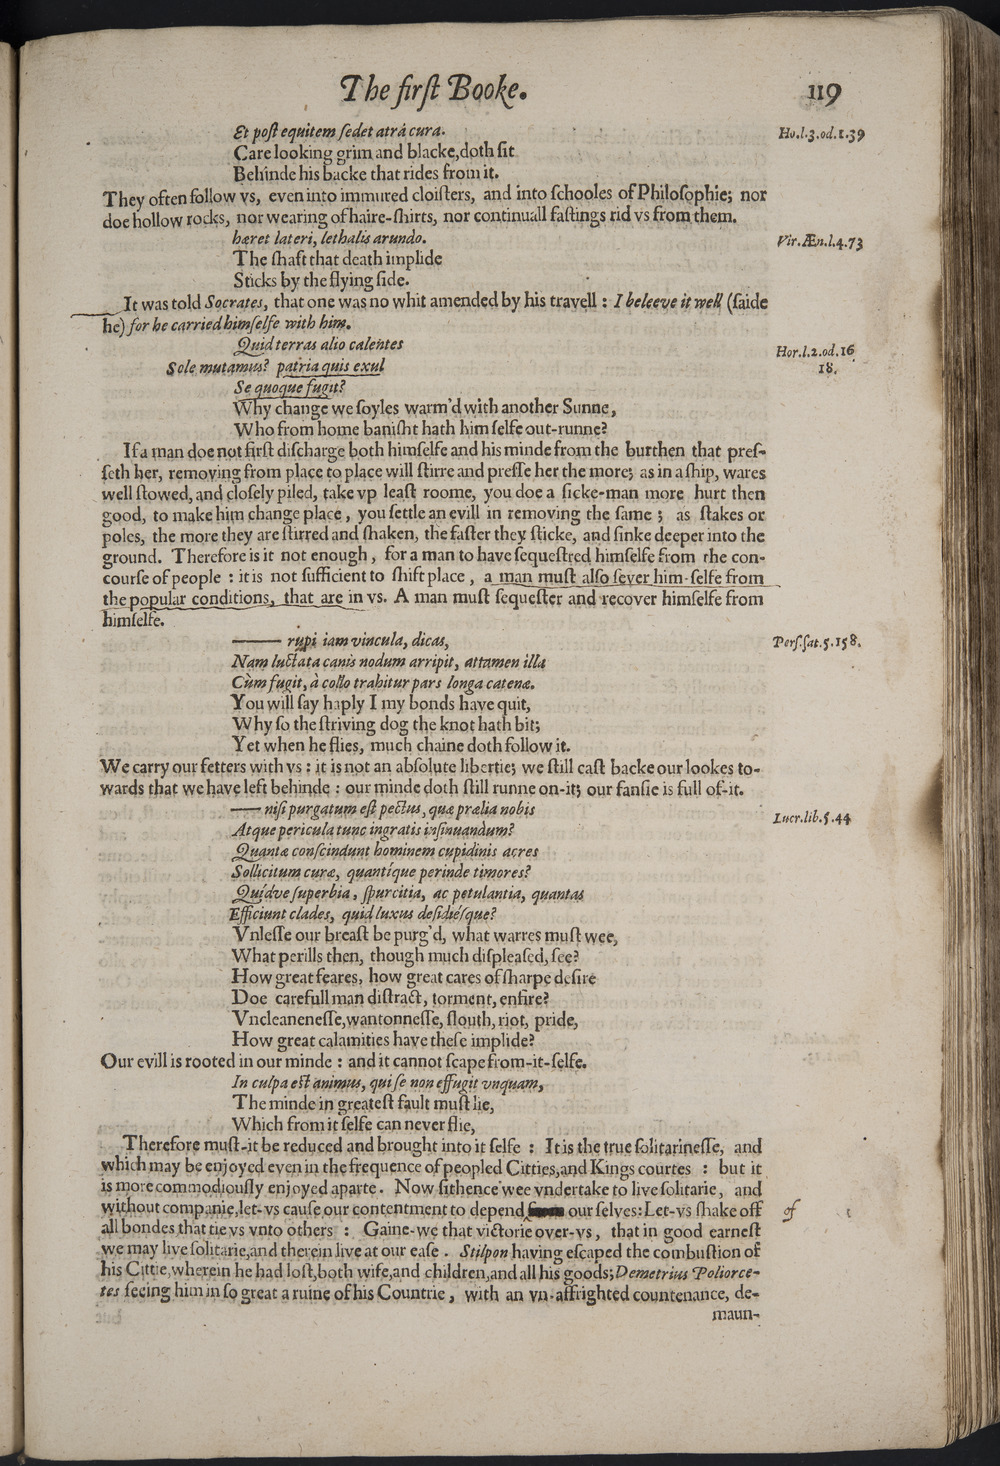 The firſt Booke. 119
Et poſt equitem ſedet atrá cura. Ho.l.3.od.1.39
Care looking grim and blacke, doth ſit
Behinde his backe that rides from it.
They often follow vs, even into immured cloiſters, and into ſchooles of Philoſophie; nor
doe hollow rocks, nor wearing of haire-ſhirts, nor continuall faſtings rid vs from them.
hæret lateri, lethalis arundo. Vir.Æn.l.4.73
The ſhaft that death implide
Sticks by the flying ſide.
It was told Socrates, that one was no whit amended by his travell : I beleeve it well (ſaide
he) for he carried himſelfe with him.
Quid terras alio calentes Hor.l.2.od.16
Sole mutamus? patria quis exul 18.
Se quoque fugit?
Why change we ſoyles warm'd with another Sunne,
Who from home baniſht hath him ſelfe out-runne?
If a man doe not firſt diſcharge both himſelfe and his minde from the burthen that preſ-
ſeth her, removing from place to place will ſtirre and preſſe her the more; as in a ſhip, wares
well ſtowed, and cloſely piled, take vp leaſt roome, you doe a ſicke-man more hurt then
good, to make him change place, you ſettle an evill in removing the ſame ; as ſtakes or
poles, the more they are ſtirred and ſhaken, the faſter they ſticke, and ſinke deeper into the
ground. Therefore is it not enough, for a man to have ſequeſtred himſelfe from the con-
courſe of people : it is not ſufficient to ſhift place, a man muſt alſo ſever him-ſelfe from
the popular conditions, that are in vs. A man muſt ſequeſter and recover himſelfe from
himſelfe.
—— rupi iam vincula, dicas, Perſ.ſat.5.158.
Nam luctata canis nodum arripit, attamen illa
Cùm fugit, à collo trahitur pars longa catenæ.
You will ſay haply I my bonds have quit,
Why ſo the ſtriving dog the knot hath bit;
Yet when he flies, much chaine doth follow it.
We carry our fetters with vs : it is not an abſolute libertie; we ſtill caſt backe our lookes to-
wards that we have left behinde : our minde doth ſtill runne on-it; our fanſie is full of-it.
—— niſi purgatum eſt pectus, quæ prælia nobis
Atque pericula tunc ingratis inſinuandum? Lucr.lib.5.44
Quantæ conſcindunt hominem cupidinis acres
Sollicitum curæ, quantíque perinde timores?
Quídve ſuperbia, ſpurcitia, ac petulantia, quantas
Efficiunt clades, quid luxus deſidiéſque?
Vnleſſe our breaſt be purg'd, what warres muſt wee,
What perills then, though much diſpleaſed, ſee?
How great feares, how great cares of ſharpe deſire
Doe carefull man diſtract, torment, enfire?
Vncleaneneſſe, wantonneſſe, ſlouth, riot, pride,
How great calamities have theſe implide?
Our evill is rooted in our minde : and it cannot ſcape from-it-ſelfe.
In culpa eſt animus, qui ſe non effugit vnquam,
The minde in greateſt fault muſt lie,
Which from it ſelfe can never flie,
Therefore muſt-it be reduced and brought into it ſelfe : It is the true ſolitarineſſe, and
which may be enjoyed even in the frequence of peopled Citties, and Kings courtes : but it
is more commodiouſly enjoyed aparte. Now ſithence wee vndertake to live ſolitarie, and
without companie, let-vs cauſe our contentment to depend our ſelves: Let-vs ſhake off of
all bondes that tie vs vnto others : Gaine-we that victorie over-vs, that in good earneſt
we may live ſolitarie, and therein live at our eaſe . Stilpon having eſcaped the combuſtion of
his Cittie, wherein he had loſt, both wife, and children, and all his goods; Demetrius Poliorce-
tes ſeeing him in ſo great a ruine of his Countrie, with an vn-affrighted countenance, de-
maun-